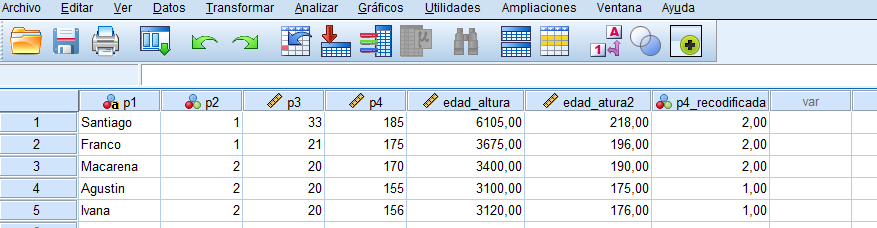 Archivo Editar Ver Datos Transformar Analizar Gráficos Utilidades Ampliaciones Ventana Ayuda
μ 1 A
a p1 p2 p3 p4 edad_altura edad_atura2 p4_recodificada var
1 Santiago 1 33 185 6105,00 218,00 2,00
2 Franco 1 21 175 3675,00 196,00 2,00
3 Macarena 2 20 170 3400,00 190,00 2,00
4 Agustin 2 20 155 3100,00 175,00 1,00
5 Ivana 2 20 156 3120,00 176,00 1,00